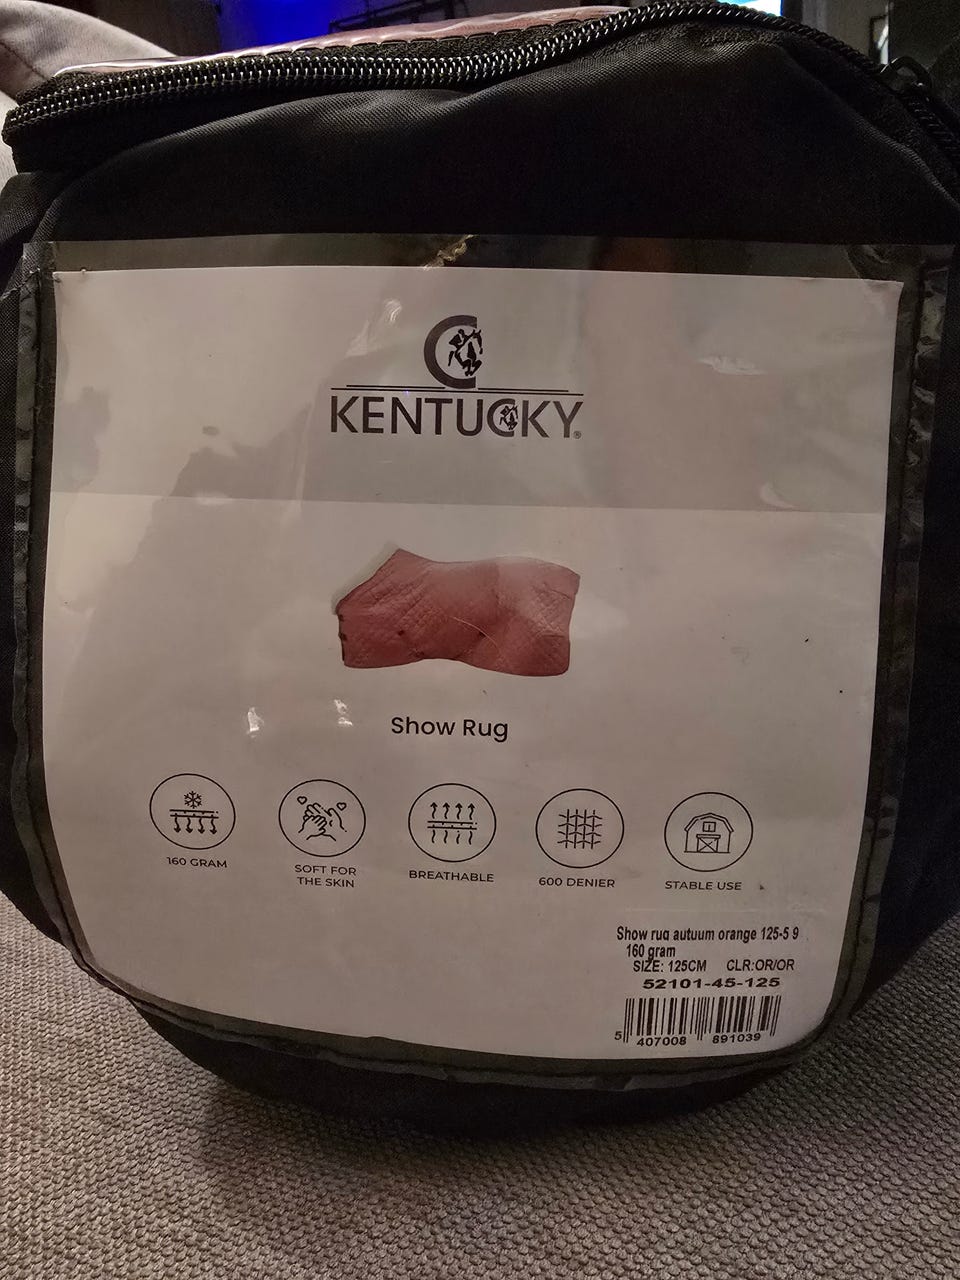 KENTUCKY®
Show Rug
160 GRAM
SOFT FOR
THE SKIN
BREATHABLE
600 DENIER
STABLE USE
Show rug autuum orange 125-5 9
160 gram
SIZE: 125CM CLR:OR/OR
52101-45-125
5 407008 891039